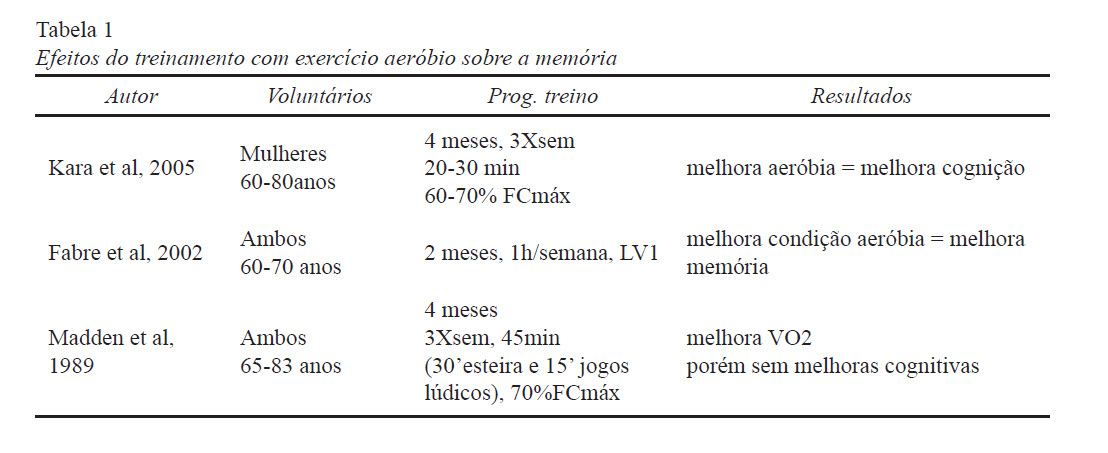 Tabela 1
Efeitos do treinamento com exercício aeróbio sobre a memória
Autor Voluntários Prog. treino Resultados
Kara et al, 2005
Mulheres
60-80anos
4 meses, 3Xsem
20-30 min
60-70% FCmáx
melhora aeróbia = melhora cognição
Fabre et al, 2002
Ambos
60-70 anos
2 meses, 1h/semana, LV1
melhora condição aeróbia = melhora
memória
Madden et al,
1989
Ambos
65-83 anos
4 meses
3Xsem, 45min
(30’esteira e 15’ jogos
lúdicos), 70%FCmáx
melhora VO2
porém sem melhoras cognitivas